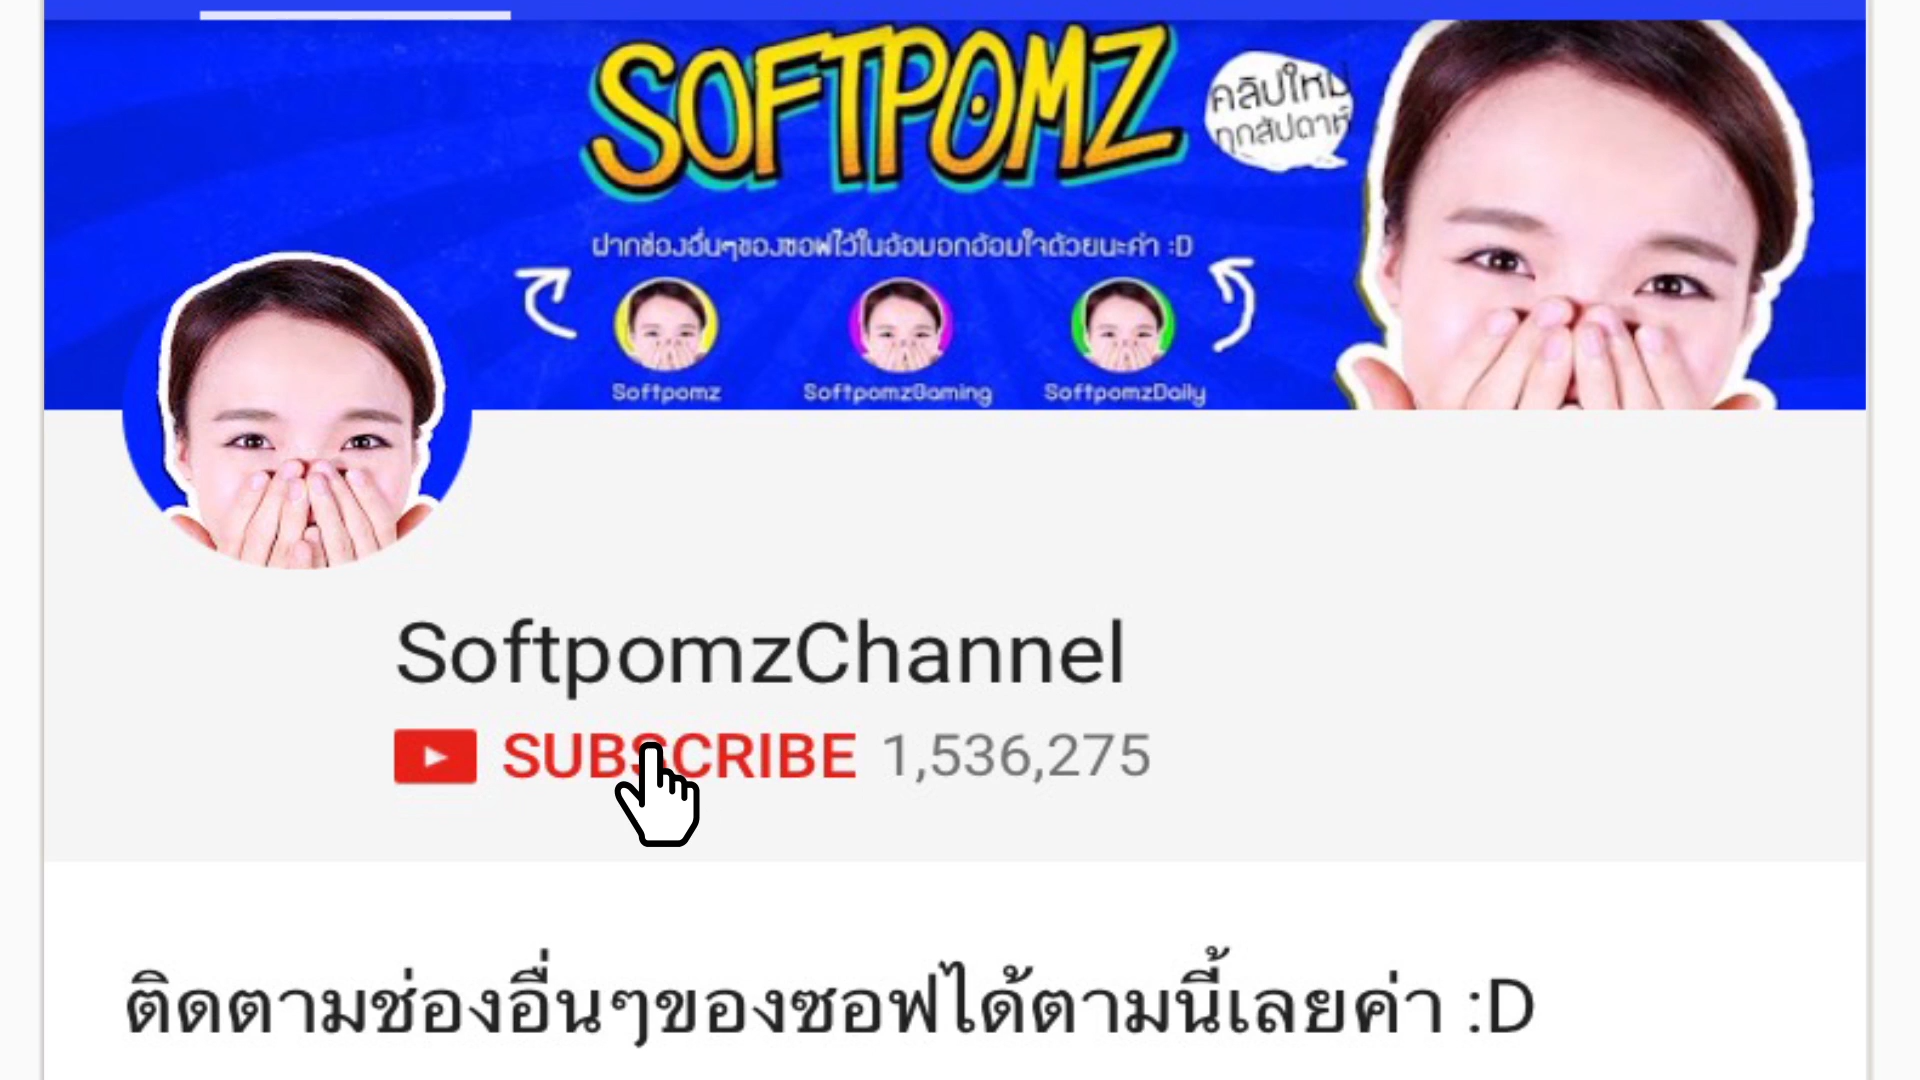 SOFTPOMZ
คลิปใหม่
ทุกสัปดาห์
ฝากช่องอื่นๆของซอฟไว้ในอ้อมอกอ้อมใจด้วยนะค่า :D
Softpomz
SoftpomzGaming
SoftpomzDaily
SoftpomzChannel
SUBSCRIBE 1,536,275
ติดตามช่องอื่นๆของซอฟได้ตามนี้เลยค่า :D